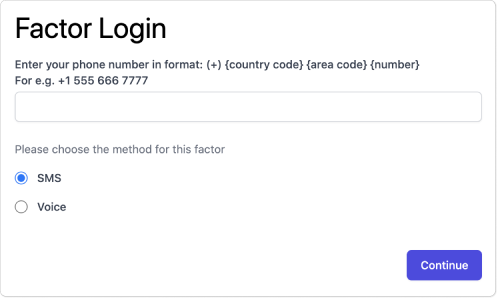 Factor Login
Enter your phone number in format: (+) {country code} {area code} {number}
For e.g. +1 555 666 7777
Please choose the method for this factor
SMS
Voice
Continue